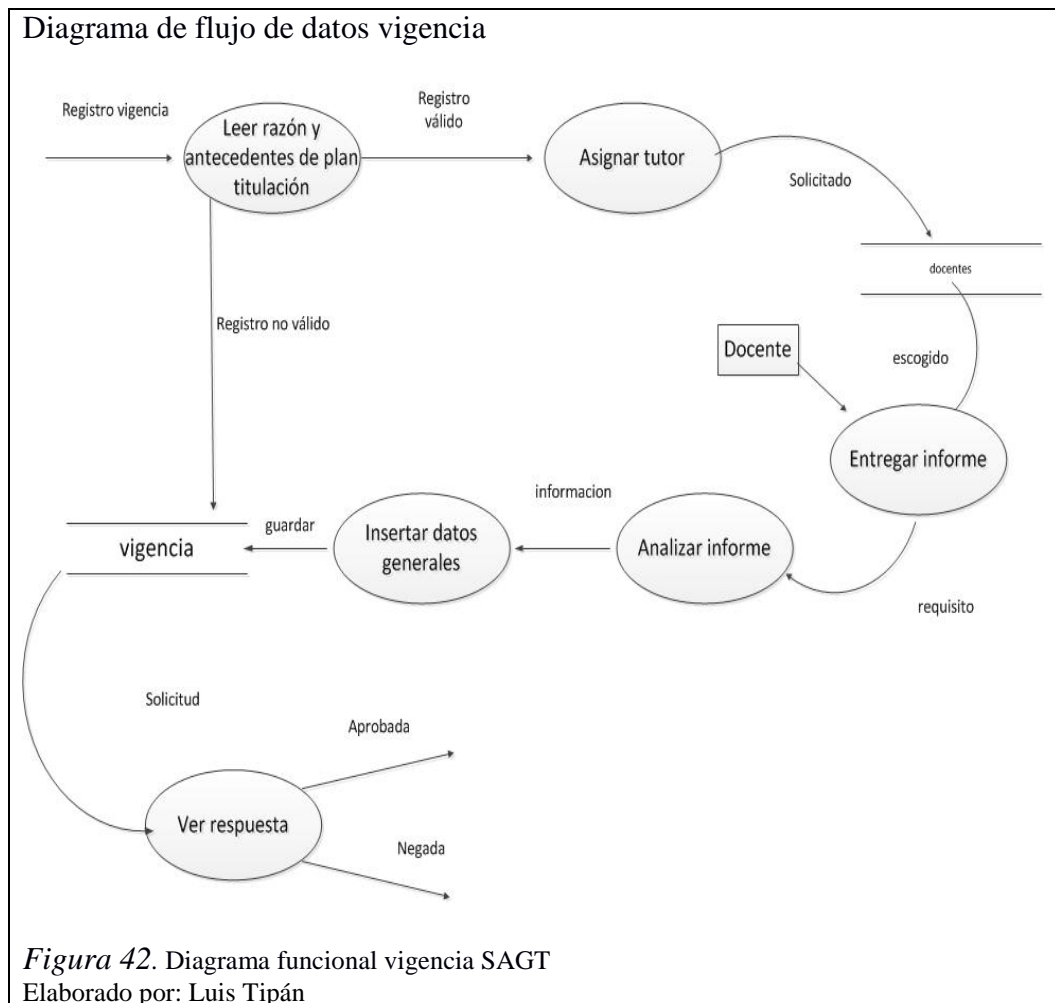 Diagrama de flujo de datos vigencia
Registro vigencia
Leer razón y
antecedentes de plan
titulación
Registro
válido
Asignar tutor
Solicitado
docentes
Registro no válido
Docente
escogido
Entregar informe
informacion
guardar
Insertar datos
generales
Analizar informe
vigencia
requisito
Solicitud
Aprobada
Ver respuesta
Negada
Figura 42. Diagrama funcional vigencia SAGT
Elaborado por: Luis Tipán